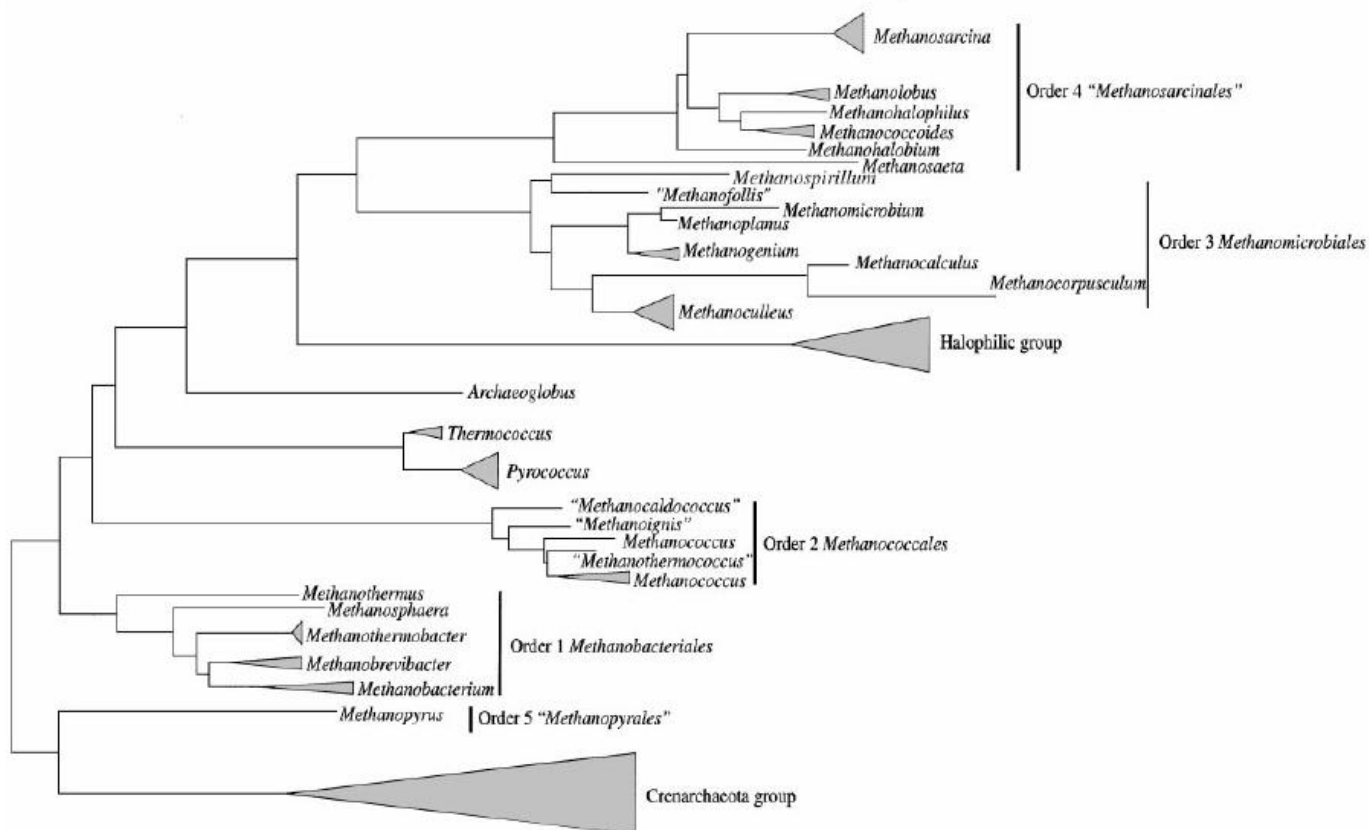 Methanosarcina
Order 4 “Methanosarcinales”
Methanolobus
Methanohalophilus
Methanococcoides
Methanohalobium
Methanosaeta
Methanospirillum
"Methanofollis"
Methanomicrobium
Methanoplanus
Order 3 Methanomicrobiales
Methanogenium
Methanocalculus
Methanocorpusculum
Methanoculleus
Halophilic group
Archaeoglobus
Thermococcus
Pyrococcus
“Methanocaldococcus”
“Methanoignis”
Methanococcus
Order 2 Methanococcales
"Methanothermococcus"
Methanococcus
Methanothermus
Methanosphaera
Methanothermobacter
Order 1 Methanobacteriales
Methanobrevibacter
Methanobacterium
Methanopyrus
Order 5 “Methanopyrales”
Crenarchaeota group